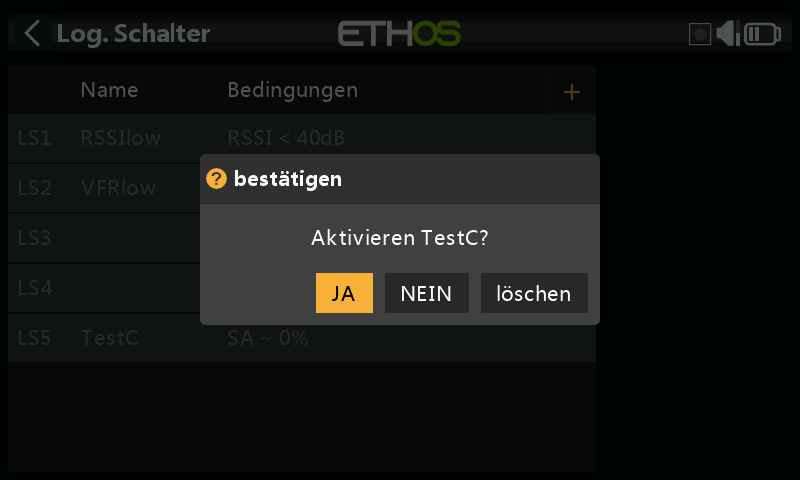 Log. Schalter ETHOS
Name Bedingungen +
LS1 RSSIlow RSSI < 40dB
LS2 VFRlow
? bestätigen
LS3
Aktivieren TestC?
LS4
JA NEIN löschen
LS5 TestC SA ~ 0%